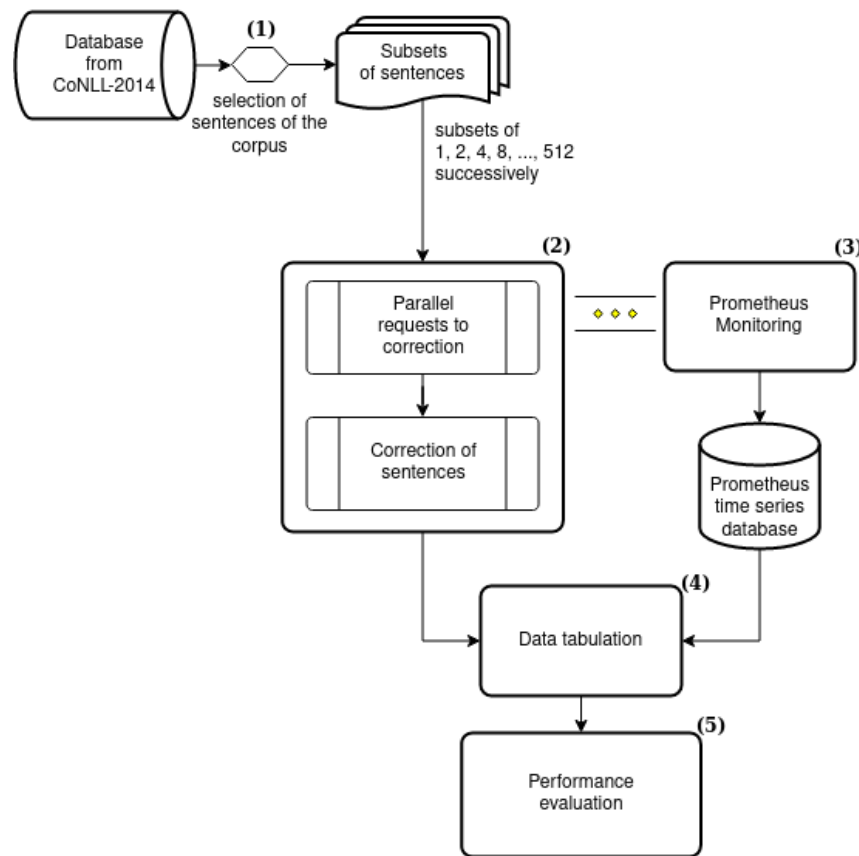 (1)
Database
from
CoNLL-2014
selection of
sentences of the
corpus
Subsets
of sentences
subsets of
1, 2, 4, 8, ..., 512
successively
(2)
Parallel
requests to
correction
Correction of
sentences
(3)
Prometheus
Monitoring
Prometheus
time series
database
(4)
Data tabulation
(5)
Performance
evaluation